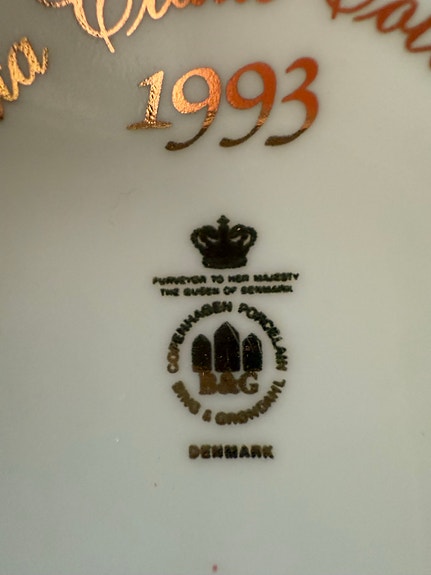 1993
PURVEYOR TO HER MAJESTY
THE QUEEN OF DENMARK
COPENHAGEN PORCELAIN
B&G
BING & GRØNDAHL
DENMARK